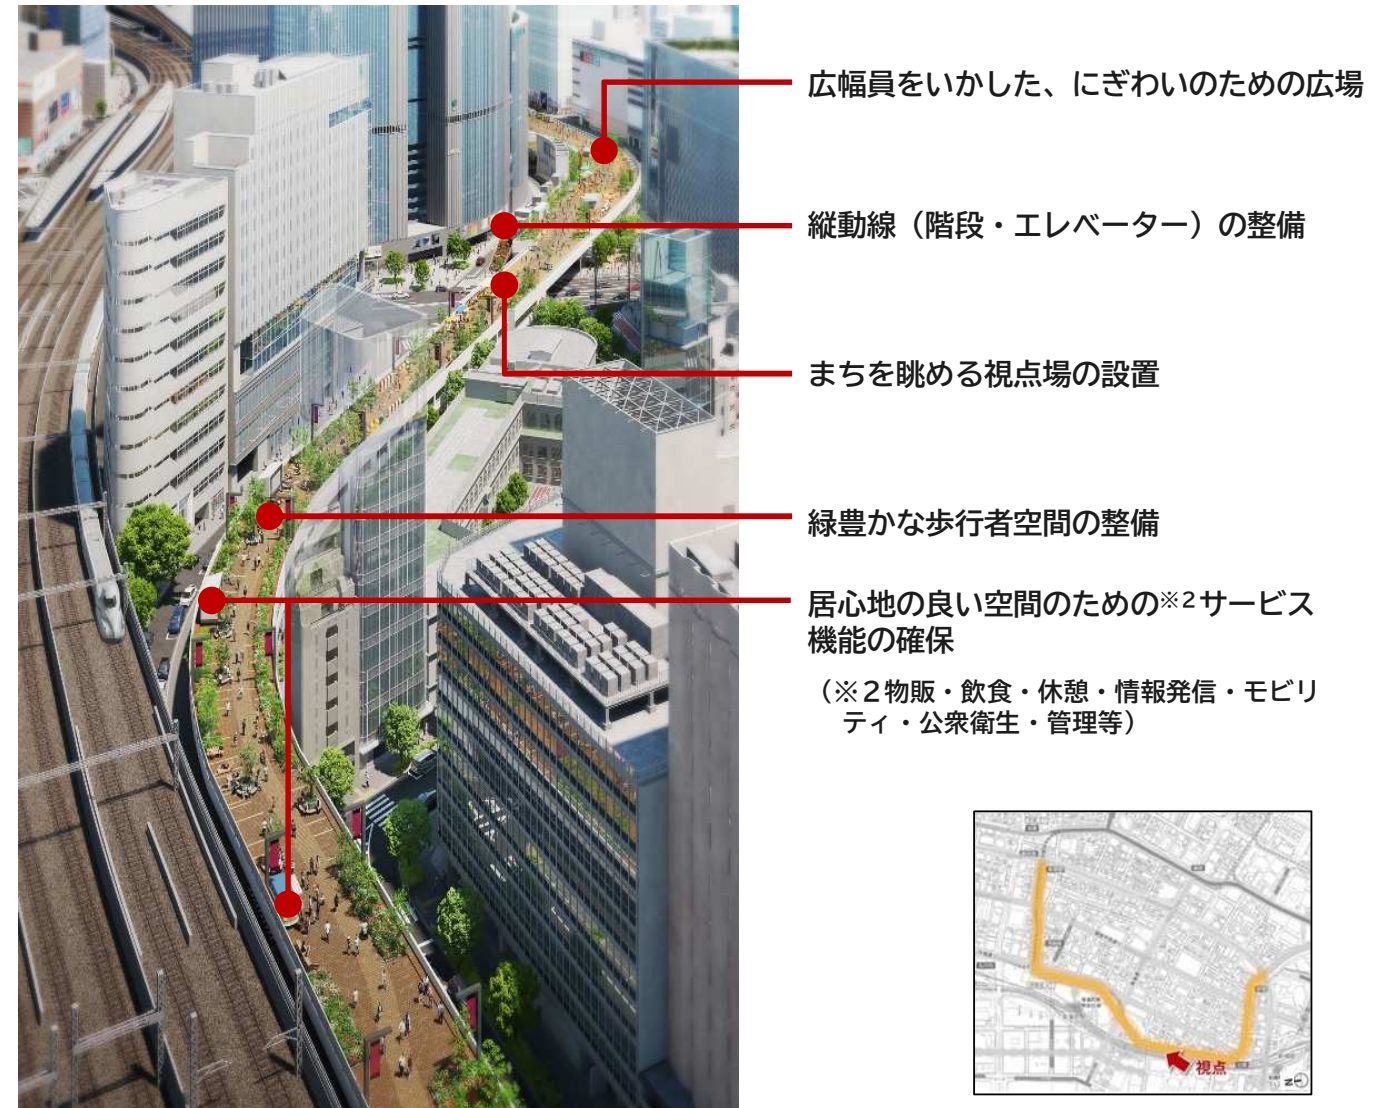 広幅員をいかした、にぎわいのための広場
縦動線（階段・エレベーター）の整備
まちを眺める視点場の設置
緑豊かな歩行者空間の整備
居心地の良い空間のための※2サービス
機能の確保
（※２物販・飲食・休憩・情報発信・モビリ
ティ・公衆衛生・管理等）
視点